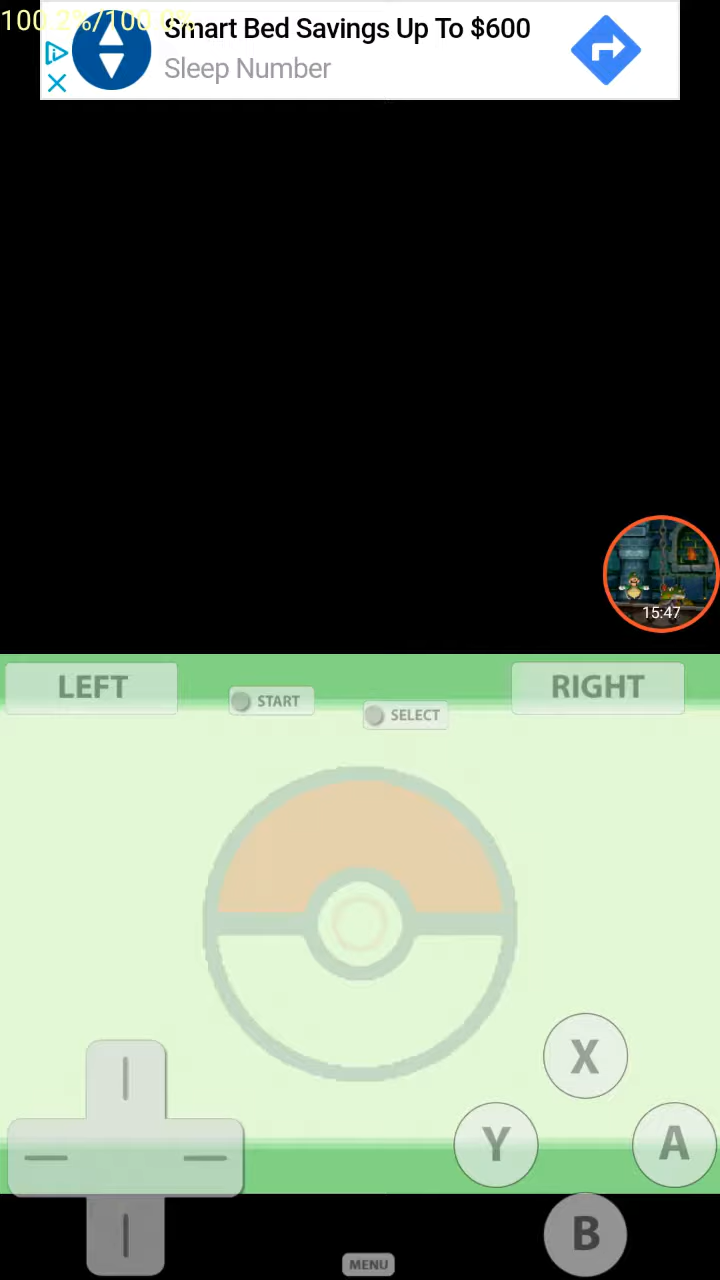 100.2%/100.0%
Smart Bed Savings Up To $600
Sleep Number
15:47
LEFT
RIGHT
START
SELECT
X
Y
A
B
MENU